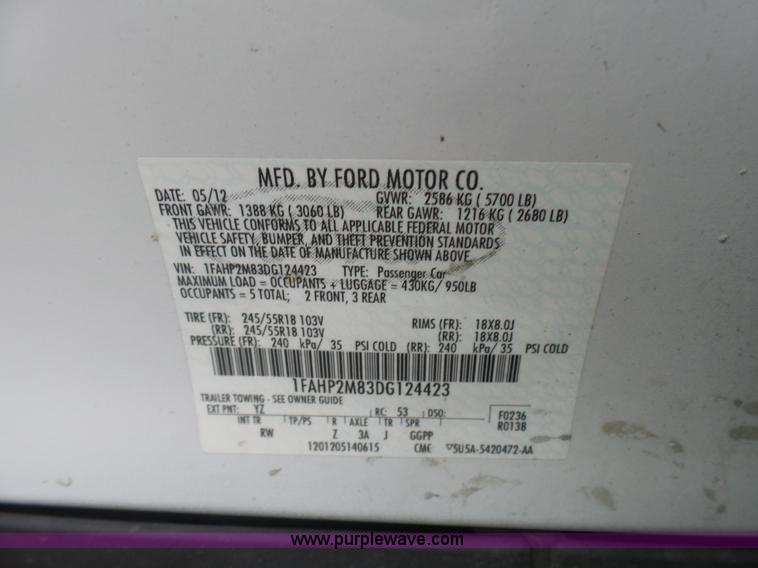 MFD. BY FORD MOTOR CO.
DATE: 05/12 GVWR: 2586 KG ( 5700 LB)
FRONT GAWR: 1388 KG ( 3060 LB) REAR GAWR: 1216 KG ( 2680 LB)
THIS VEHICLE CONFORMS TO ALL APPLICABLE FEDERAL MOTOR
VEHICLE SAFETY, BUMPER, AND THEFT PREVENTION STANDARDS
IN EFFECT ON THE DATE OF MANUFACTURE SHOWN ABOVE.
VIN: 1FAHP2M83DG124423 TYPE: Passenger Car
MAXIMUM LOAD = OCCUPANTS + LUGGAGE = 430KG/ 950LB
OCCUPANTS = 5 TOTAL; 2 FRONT, 3 REAR
TIRE (FR): 245/55R18 103V RIMS (FR): 18X8.0J
(RR): 245/55R18 103V (RR): 18X8.0J
PRESSURE (FR): 240 kPa/ 35 PSI COLD (RR): 240 kPa/ 35 PSI COLD
1FAHP2M83DG124423
TRAILER TOWING - SEE OWNER GUIDE
EXT PNT: YZ RC: 53 DSO: F0236
INT TR TP/PS R AXLE TR SPR R0138
RW Z 3A J GGPP
1201205140615 CMC 5U5A-5420472-AA
www.purplewave.com